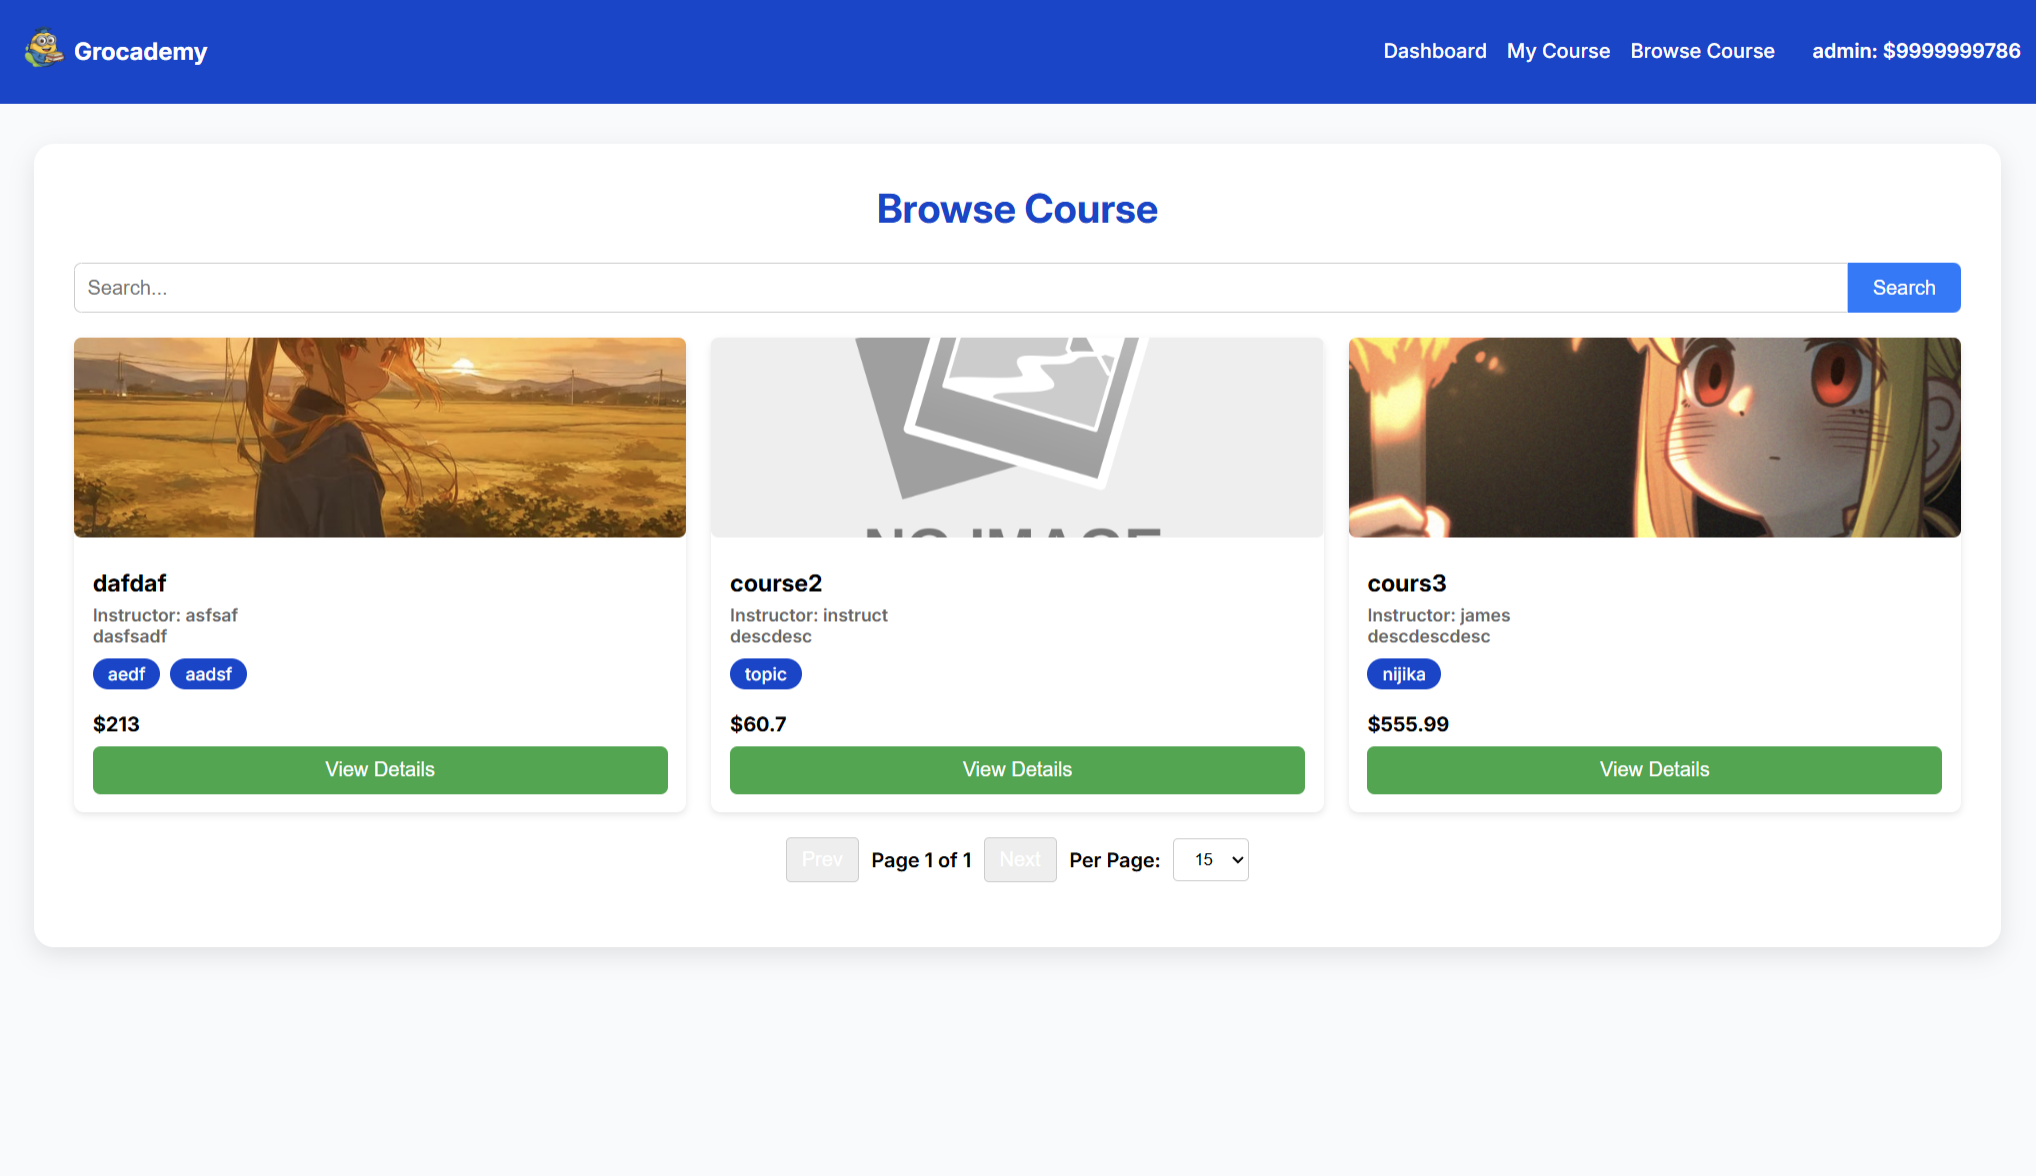 Grocademy
Dashboard My Course Browse Course admin: $9999999786
Browse Course
Search...
Search
NO IMAGE
dafdaf
Instructor: asfsaf
dasfsadf
aedf aadsf
$213
View Details
course2
Instructor: instruct
descdesc
topic
$60.7
View Details
cours3
Instructor: james
descdescdesc
nijika
$555.99
View Details
Prev Page 1 of 1 Next Per Page: 15